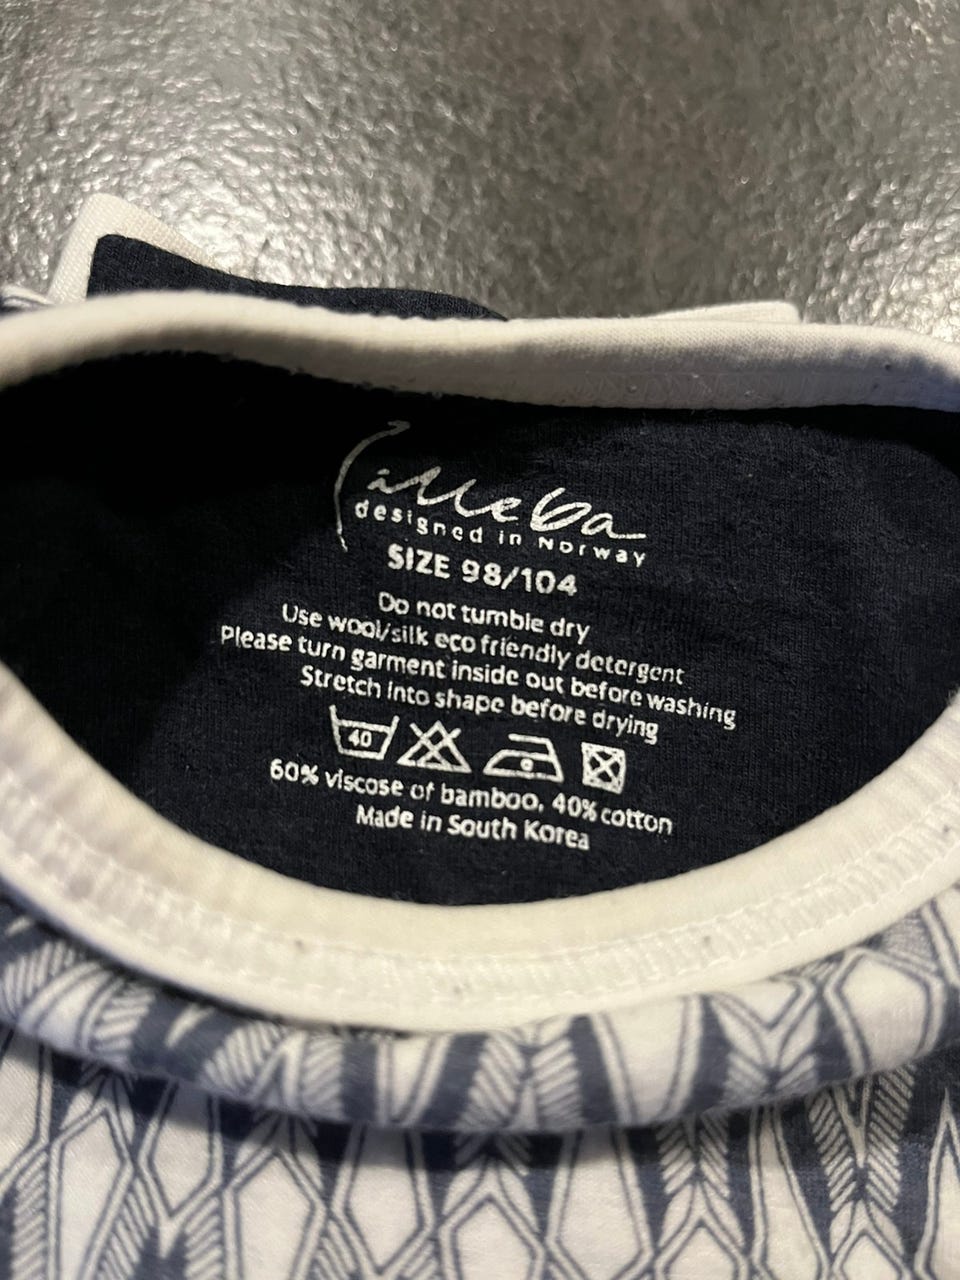 alleba
designed in Norway
SIZE 98/104
Do not tumble dry
Use wool/silk eco friendly detergent
Please turn garment inside out before washing
Stretch into shape before drying
40
60% viscose of bamboo, 40% cotton
Made in South Korea